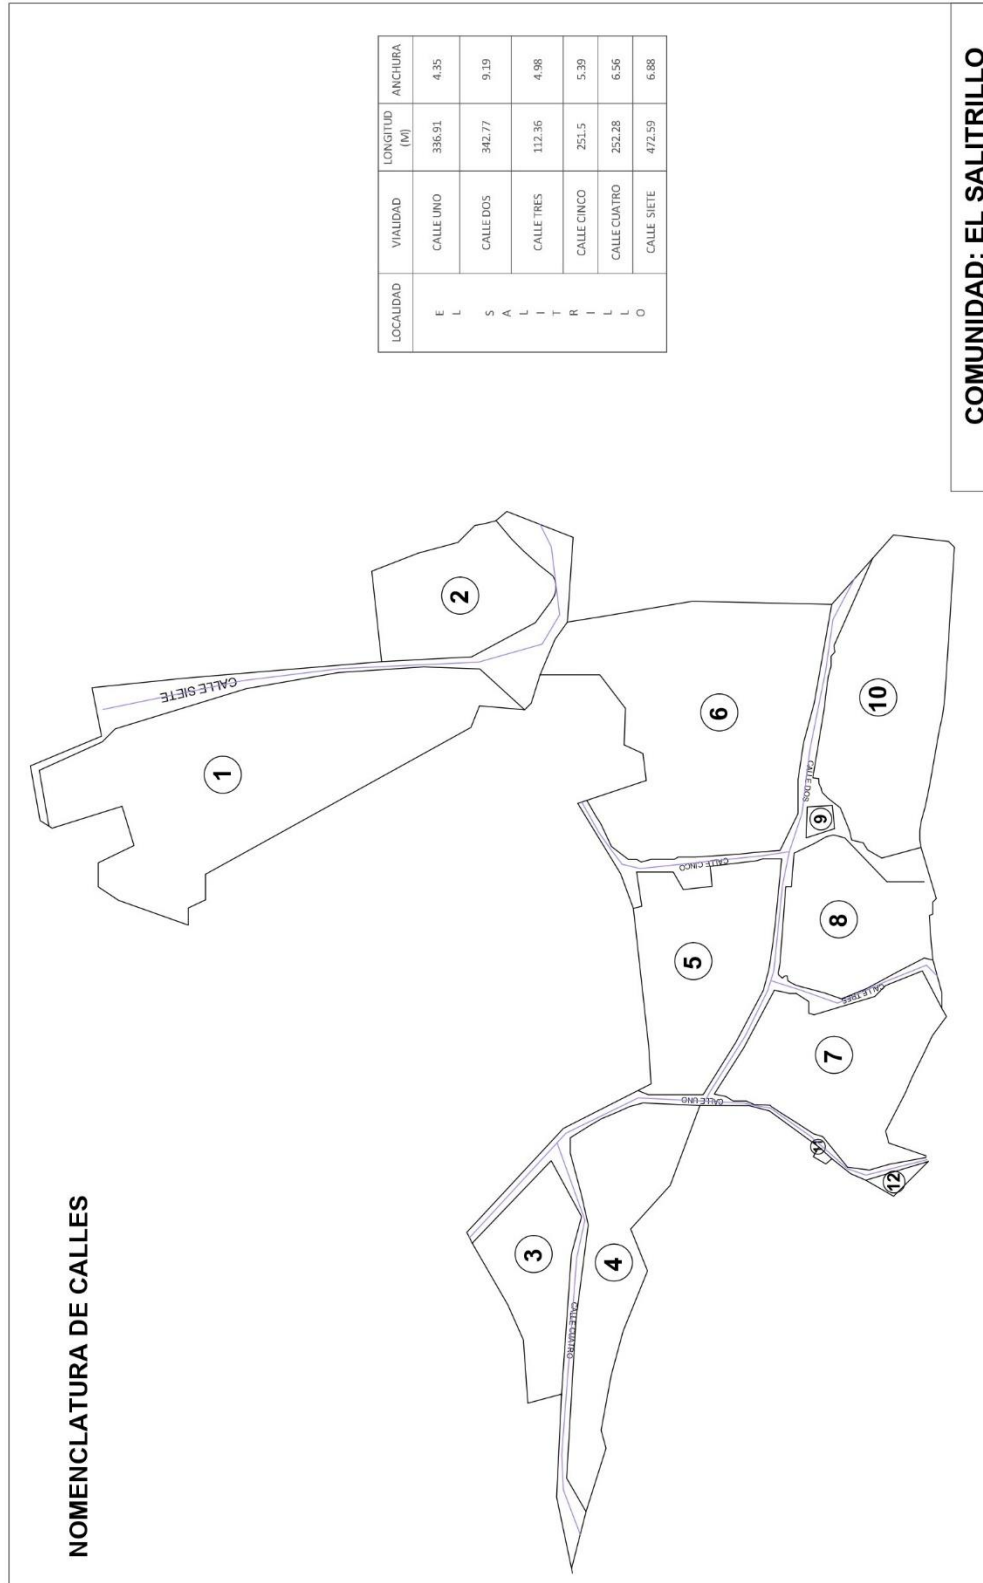 NOMENCLATURA DE CALLES
LOCALIDAD VIALIDAD LONGITUD (M) ANCHURA
EL SALITRILLO
CALLE UNO 336.91 4.35
CALLE DOS 342.77 9.19
CALLE TRES 112.36 4.98
CALLE CINCO 251.5 5.39
CALLE CUATRO 252.28 6.56
CALLE SIETE 472.59 6.88
CALLE SIETE
1
2
3
4
5
6
7
8
9
10
11
12
CALLE CUATRO
CALLE UNO
CALLE CINCO
CALLE DOS
CALLE TRES
COMUNIDAD: EL SALITRILLO